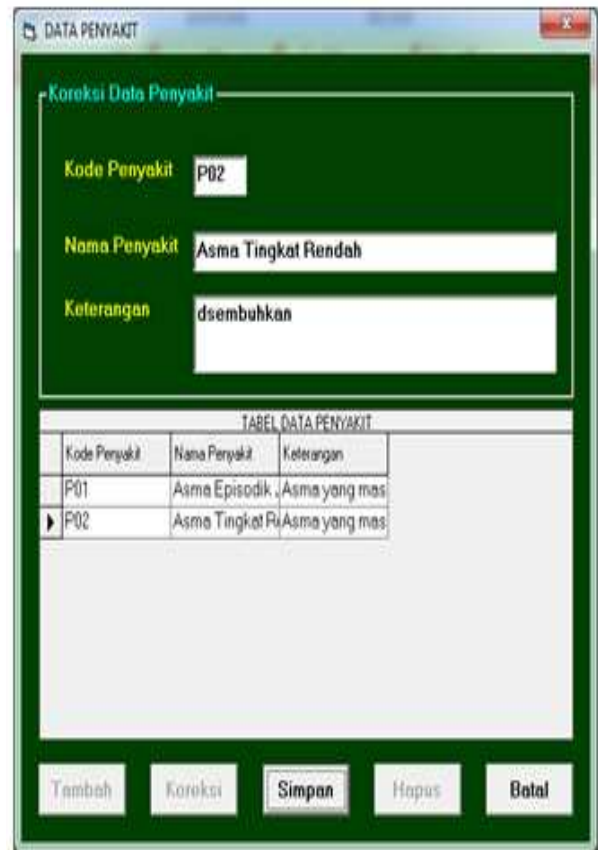 DATA PENYAKIT
Koreksi Data Penyakit
Kode Penyakit P02
Nama Penyakit Asma Tingkat Rendah
Keterangan dsembuhkan
TABEL DATA PENYAKIT
Kode Penyakit Nama Penyakit Keterangan
P01 Asma Episodik Asma yang mas
P02 Asma Tingkat Asma yang mas
Tambah Koreksi Simpan Hapus Batal